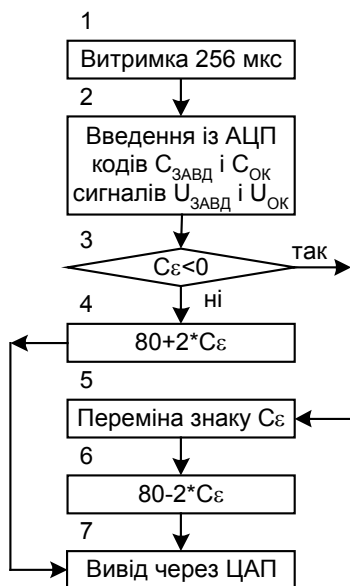 1
Витримка 256 мкс
2
Введення із АЦП
кодів CЗАВД і CОК
сигналів UЗАВД і UОК
3
Cε<0
так
ні
4
80+2*Cε
5
Переміна знаку Cε
6
80-2*Cε
7
Вивід через ЦАП